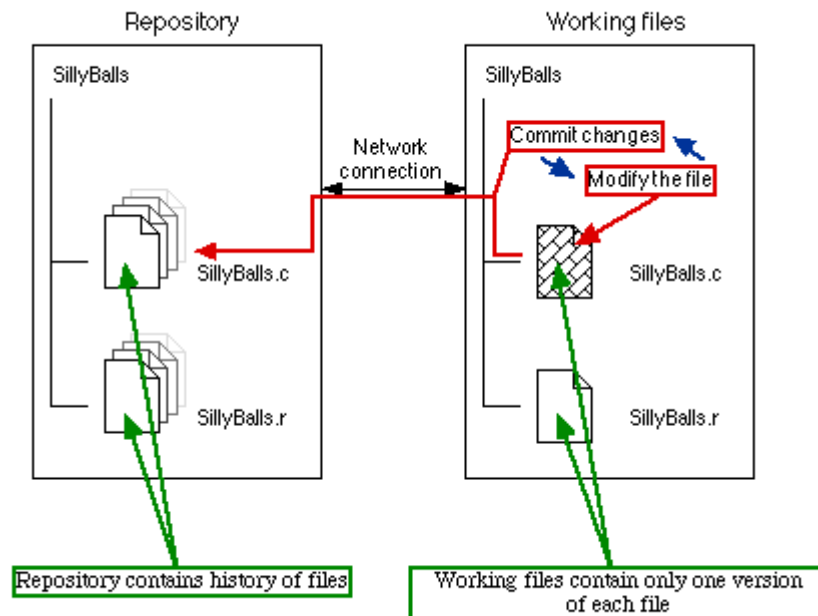 Repository
Working files
SillyBalls
SillyBalls
Network
connection
Commit changes
Modify the file
SillyBalls.c
SillyBalls.c
SillyBalls.r
SillyBalls.r
Repository contains history of files
Working files contain only one version
of each file